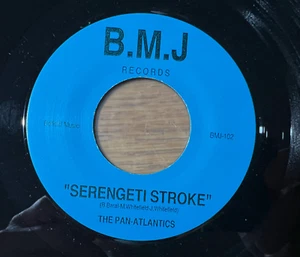 B.M.J
RECORDS
BMJ-102
"SERENGETI STROKE"
THE PAN-ATLANTICS